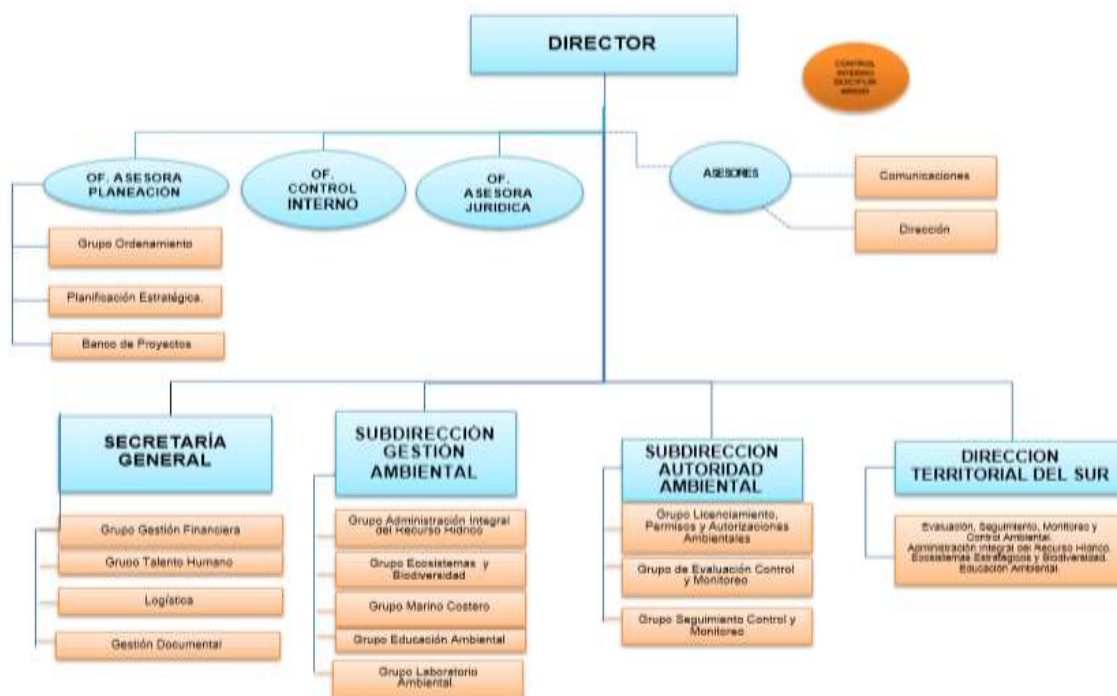 DIRECTOR
CONTROL
INTERNO
OF. ASESORA
PLANEACIÓN
OF.
CONTROL
INTERNO
OF.
ASESORA
JURIDICA
ASESORES
Comunicaciones
Dirección
Grupo Ordenamiento
Planificación Estratégica.
Banco de Proyectos
SECRETARÍA
GENERAL
Grupo Gestión Financiera
Grupo Talento Humano
Logística
Gestión Documental
SUBDIRECCIÓN
GESTIÓN
AMBIENTAL
Grupo Administración Integral
del Recurso Hídrico
Grupo Ecosistemas y
Biodiversidad
Grupo Marino Costero
Grupo Educación Ambiental
Grupo Laboratorio
Ambiental.
SUBDIRECCION
AUTORIDAD
AMBIENTAL
Grupo Licenciamiento,
Permisos y Autorizaciones
Ambientales
Grupo de Evaluación Control
y Monitoreo
Grupo Seguimiento Control y
Monitoreo
DIRECCION
TERRITORIAL DEL SUR
Evaluación, Seguimiento, Monitoreo y
Control Ambiental.
Administración Integral del Recurso Hídrico.
Ecosistemas Estratégicos y Biodiversidad.
Educación Ambiental.